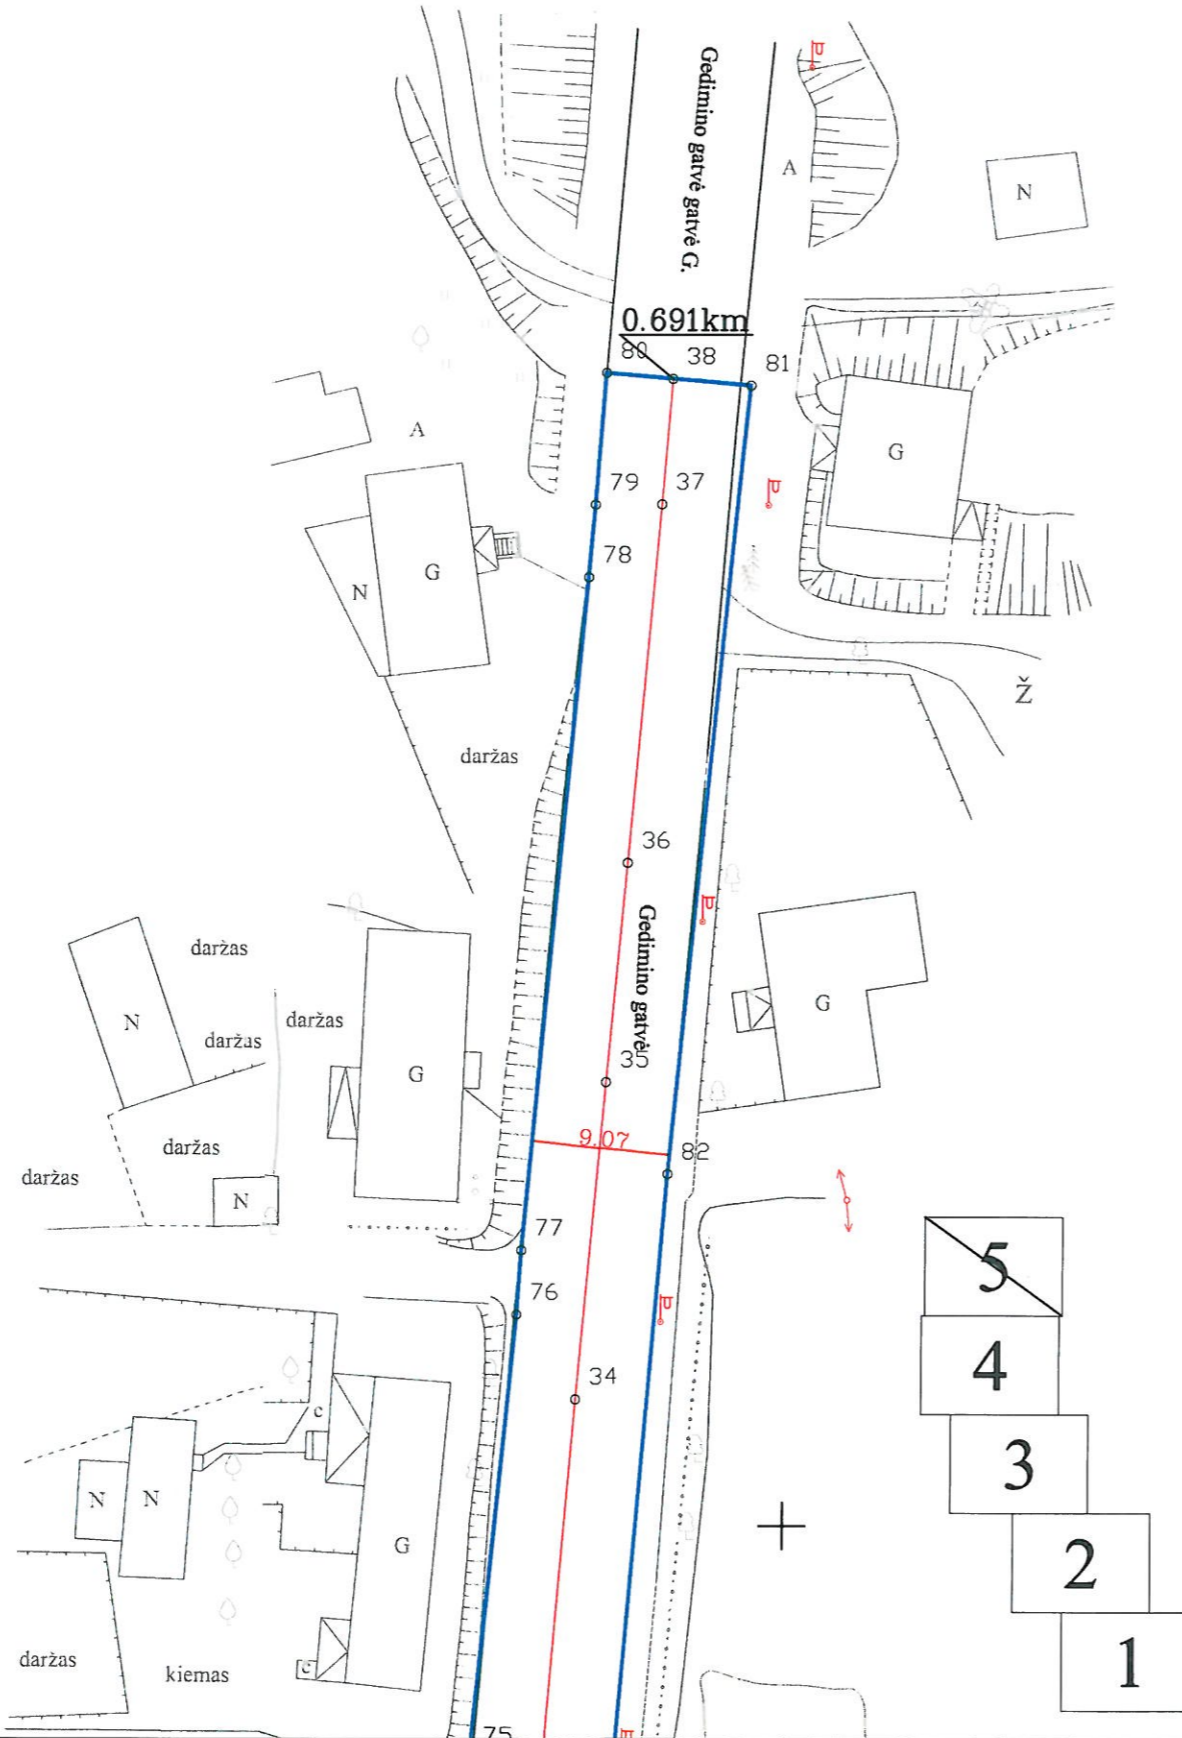 Gedimino gatvė gatvė G.
A
N
0.691km
80
38
81
A
G
79
37
78
G
N
Ž
daržas
36
Gedimino gatvė
daržas
N
daržas
daržas
G
G
35
9.07
82
daržas
daržas
N
77
76
5
4
34
c
3
N
N
G
2
daržas
kiemas
c
1
75